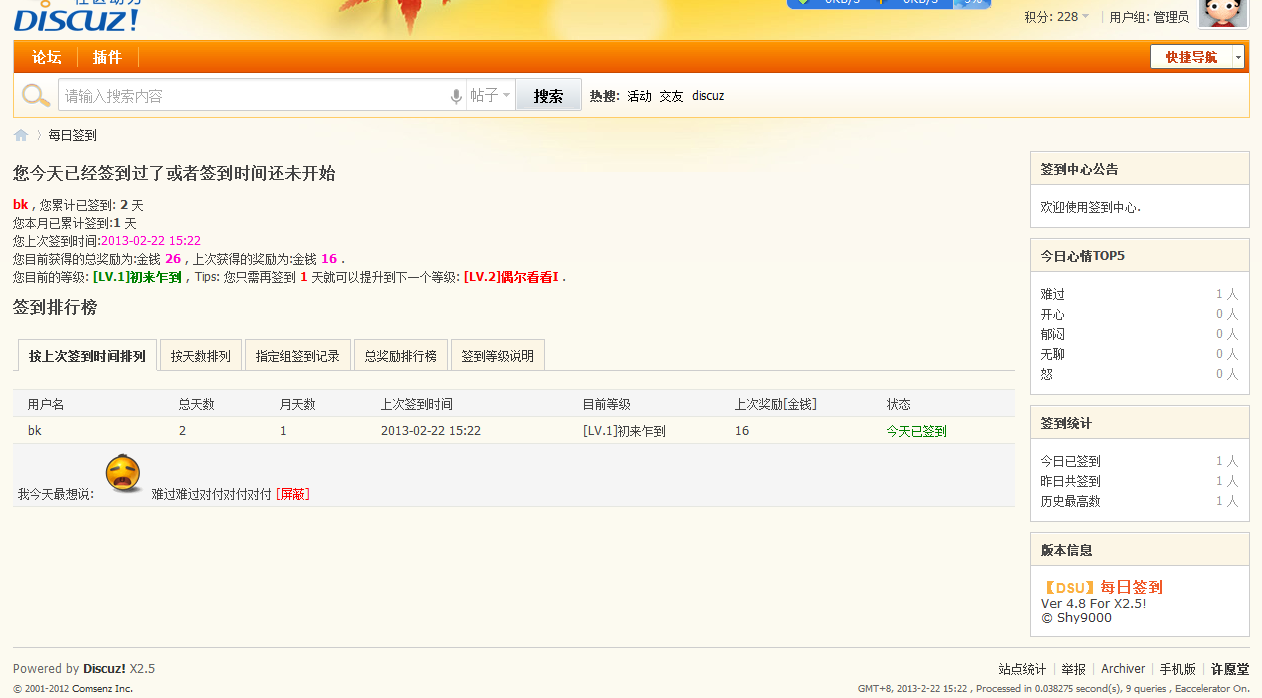 DISCUZ!
积分: 228
用户组: 管理员
论坛
插件
快捷导航
请输入搜索内容
帖子
搜索
热搜: 活动 交友 discuz
每日签到
您今天已经签到过了或者签到时间还未开始
bk , 您累计已签到: 2 天
您本月已累计签到:1 天
您上次签到时间:2013-02-22 15:22
您目前获得的总奖励为:金钱 26 , 上次获得的奖励为:金钱 16 .
您目前的等级: [LV.1]初来乍到 , Tips: 您只需再签到 1 天就可以提升到下一个等级: [LV.2]偶尔看看I .
签到排行榜
按上次签到时间排列
按天数排列
指定组签到记录
总奖励排行榜
签到等级说明
用户名 总天数 月天数 上次签到时间 目前等级 上次奖励[金钱] 状态
bk 2 1 2013-02-22 15:22 [LV.1]初来乍到 16 今天已签到
我今天最想说: 难过难过对付对付对付 [屏蔽]
签到中心公告
欢迎使用签到中心.
今日心情TOP5
难过 1 人
开心 0 人
郁闷 0 人
无聊 0 人
怒 0 人
签到统计
今日已签到 1 人
昨日共签到 1 人
历史最高数 1 人
版本信息
【DSU】每日签到
Ver 4.8 For X2.5!
© Shy9000
Powered by Discuz! X2.5
© 2001-2012 Comsenz Inc.
站点统计 | 举报 | Archiver | 手机版 | 许愿堂
GMT+8, 2013-2-22 15:22 , Processed in 0.038275 second(s), 9 queries , Eaccelerator On.